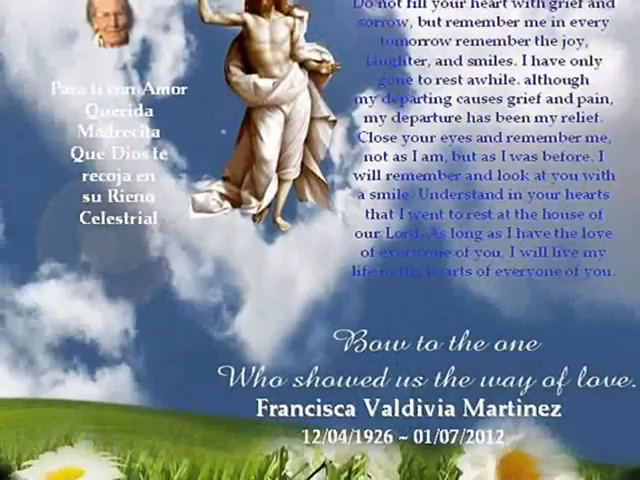 Para ti con Amor
Querida
Madrecita
Que Dios te
recoja en
su Rieno
Celestrial
Do not fill your heart with grief and
sorrow, but remember me in every
tomorrow remember the joy,
laughter, and smiles. I have only
gone to rest awhile. although
my departing causes grief and pain,
my departure has been my relief.
Close your eyes and remember me,
not as I am, but as I was before. I
will remember and look at you with
a smile. Understand in your hearts
that I went to rest at the house of
our Lord. As long as I have the love
of everyone of you, I will live my
life in the hearts of everyone of you.
Bow to the one
Who showed us the way of love.
Francisca Valdivia Martinez
12/04/1926 ~ 01/07/2012